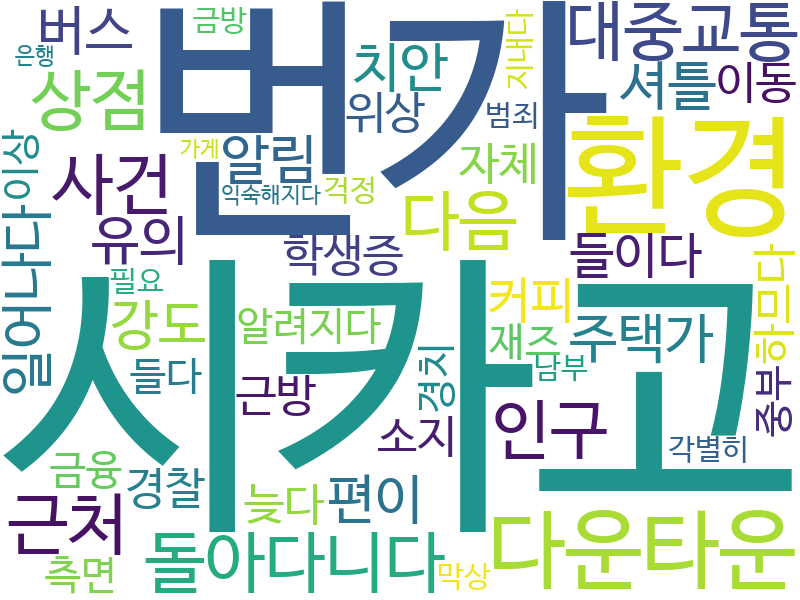 금방
버스
은행
번가
대중교통
지내다
치안
셔틀
이동
상점
위상
범죄
환경
가게
알림
자체
이상
사건
익숙해지다
걱정
다음
유의
일어나다
학생증
들이다
하므다
필요
시카고
커피
강도
알려지다
재즈
주택가
들다
근방
경치
남부
중부
소지
인구
각별히
금융
경찰
늦다
편이
근처
돌아다니다
다운타운
측면
막상